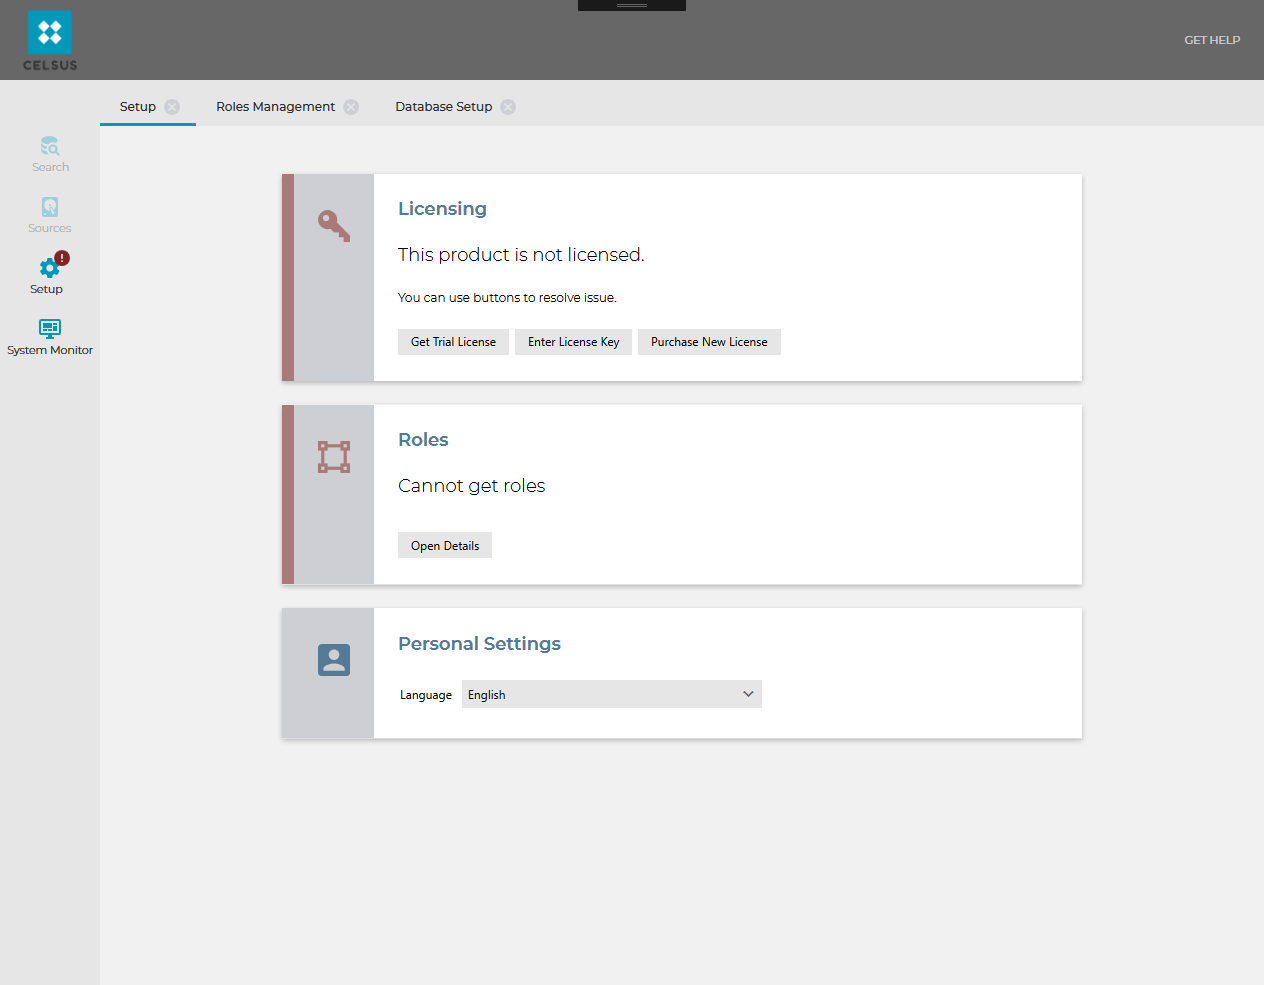 CELSUS
GET HELP
Setup
Roles Management
Database Setup
Search
Sources
!
Setup
System Monitor
Licensing
This product is not licensed.
You can use buttons to resolve issue.
Get Trial License
Enter License Key
Purchase New License
Roles
Cannot get roles
Open Details
Personal Settings
Language
English